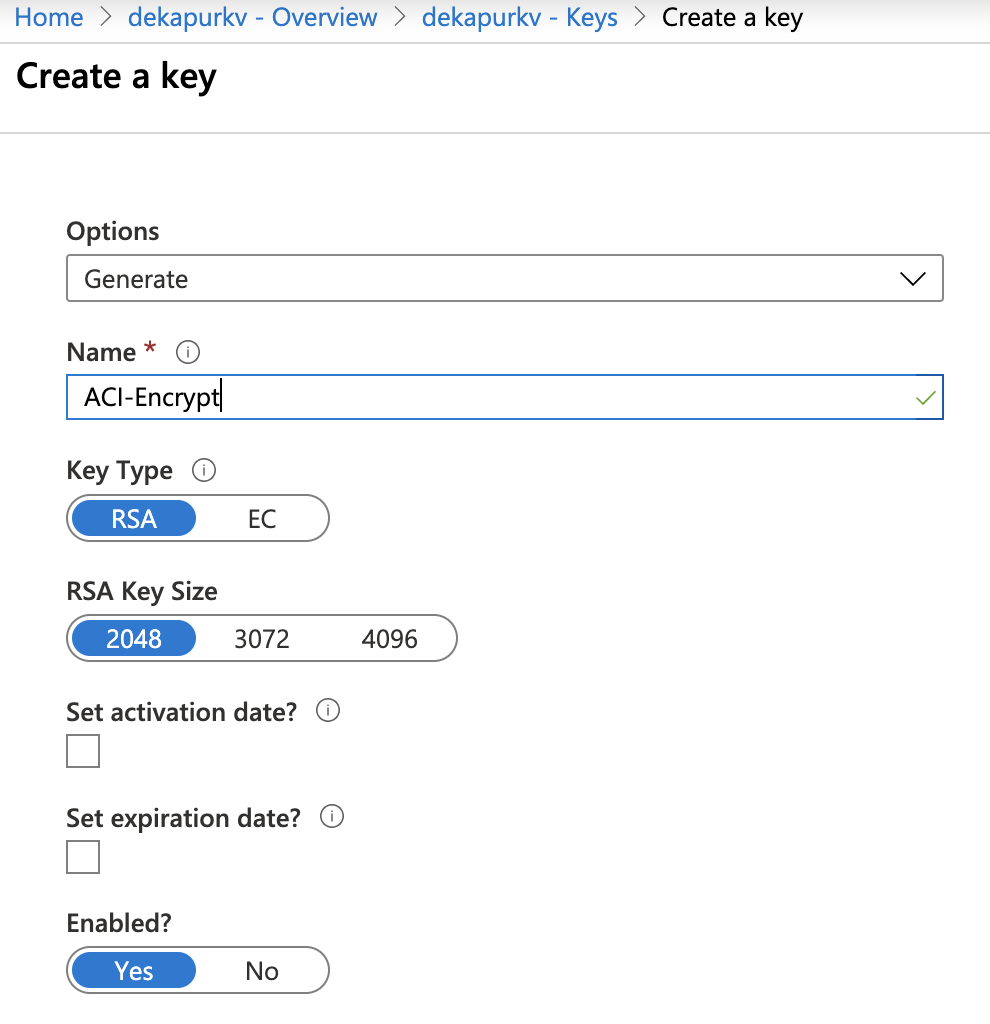 Home > dekapurkv - Overview > dekapurkv - Keys > Create a key
Create a key
Options
Generate
Name *
ACI-Encrypt
Key Type
RSA EC
RSA Key Size
2048 3072 4096
Set activation date?
Set expiration date?
Enabled?
Yes No